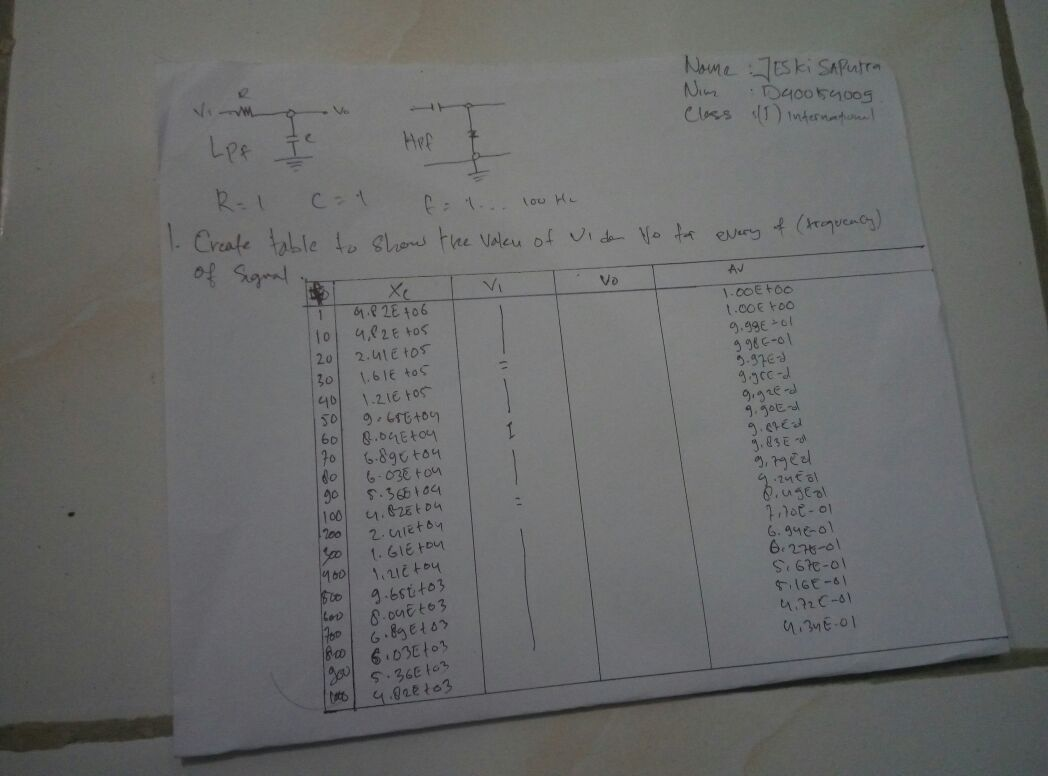 Name : JESKi SAPutra
Nim : D400154009
Class : (I) International
R
Vi Vo
C
Lpf
Hpf
R = 1 C = 1 f = 1 ... 100 Hz
1. Create table to show the valeu of Vi dan Vo for every f (frequency)
of Signal.
Xc Vi Vo AV
1 4.82E+06 1.00E+00
10 4.82E+05 1.00E+00
20 2.41E+05 9.99E-01
30 1.61E+05 9.98E-01
40 1.21E+05 9.97E-01
50 9.65E+04 9.95E-01
60 8.04E+04 9.92E-01
70 6.89E+04 9.90E-01
80 6.03E+04 9.87E-01
90 5.36E+04 9.83E-01
100 4.82E+04 9.79E-01
200 2.41E+04 9.24E-01
300 1.61E+04 8.49E-01
400 1.21E+04 7.70E-01
500 9.65E+03 6.94E-01
600 8.04E+03 6.27E-01
700 6.89E+03 5.67E-01
800 6.03E+03 5.16E-01
900 5.36E+03 4.72E-01
1000 4.82E+03 4.34E-01